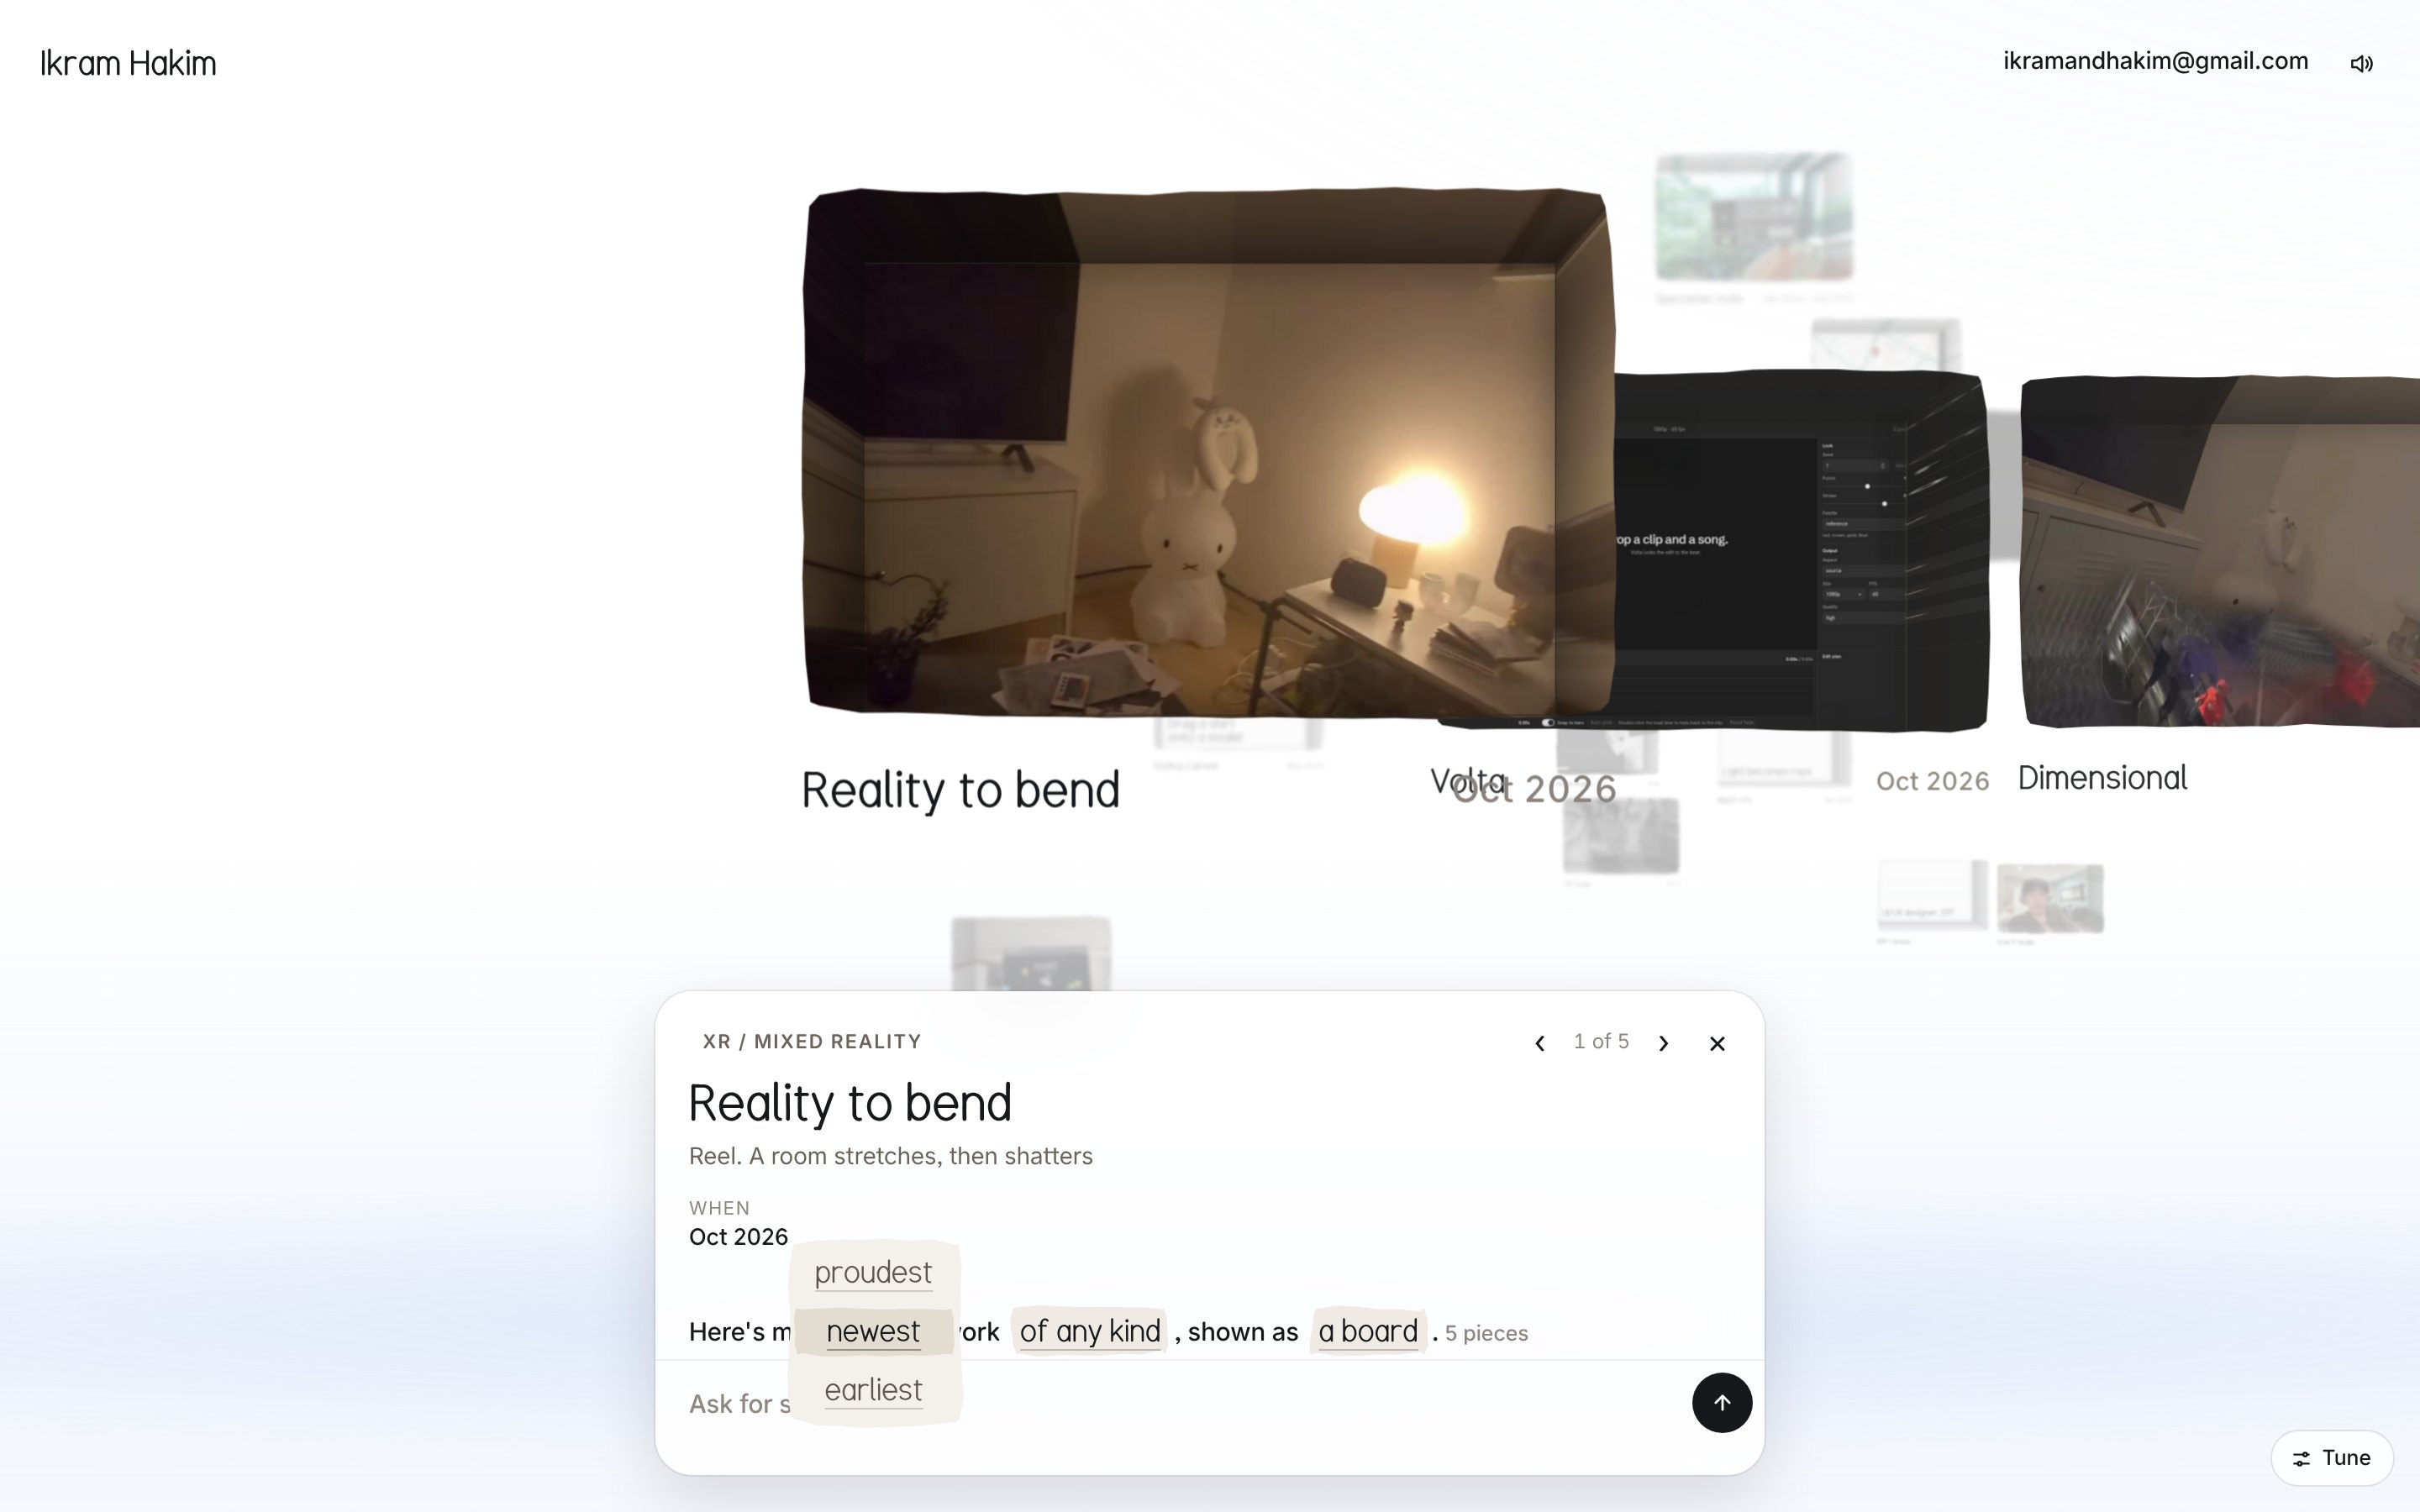 Ikram Hakim
ikramandhakim@gmail.com
op a clip and a song.
Reality to bend
Volta
Oct 2026
Oct 2026
Dimensional
XR / MIXED REALITY
1 of 5
Reality to bend
Reel. A room stretches, then shatters
WHEN
Oct 2026
proudest
Here's m newest ork of any kind , shown as a board . 5 pieces
earliest
Ask for s
Tune